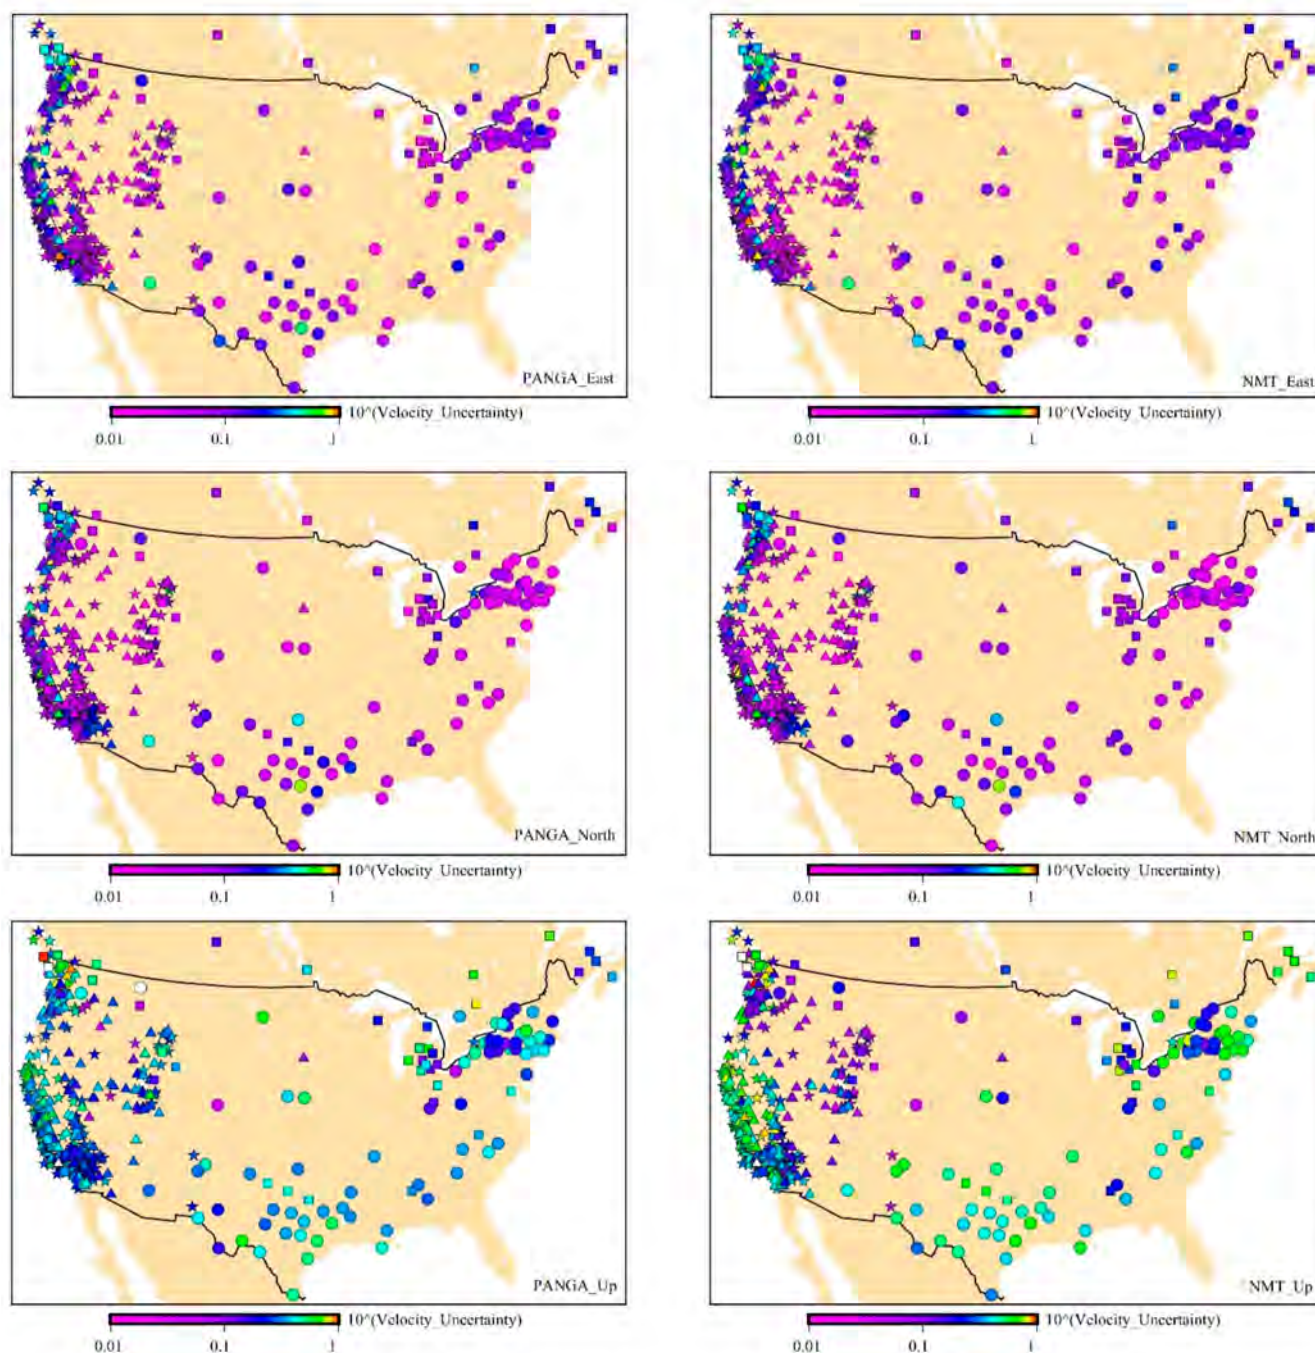 PANGA_East
NMT_East
10^(Velocity_Uncertainty)
0.01 0.1 1
10^(Velocity_Uncertainty)
0.01 0.1 1
PANGA_North
NMT_North
10^(Velocity_Uncertainty)
0.01 0.1 1
10^(Velocity_Uncertainty)
0.01 0.1 1
PANGA_Up
NMT_Up
10^(Velocity_Uncertainty)
0.01 0.1 1
10^(Velocity_Uncertainty)
0.01 0.1 1